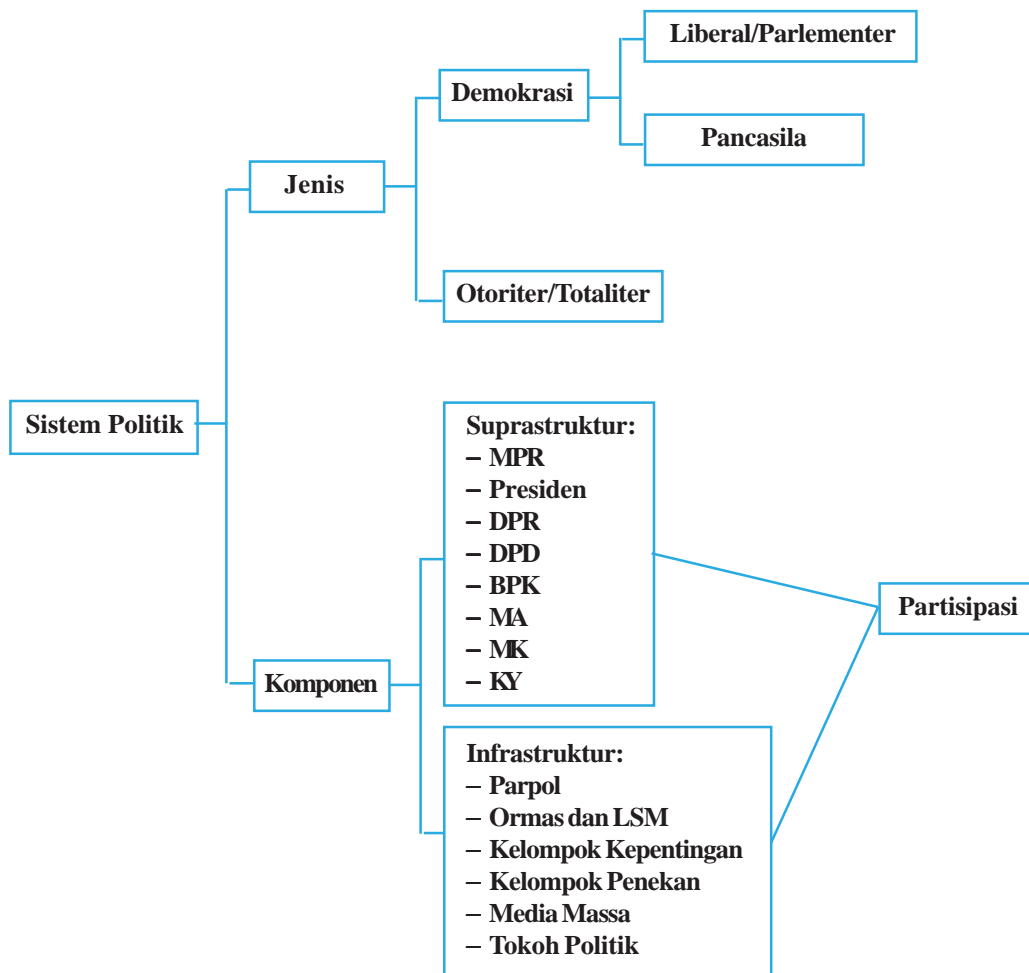 Liberal/Parlementer
Demokrasi
Pancasila
Jenis
Otoriter/Totaliter
Sistem Politik
Suprastruktur:
– MPR
– Presiden
– DPR
– DPD
– BPK
– MA
– MK
– KY
Partisipasi
Komponen
Infrastruktur:
– Parpol
– Ormas dan LSM
– Kelompok Kepentingan
– Kelompok Penekan
– Media Massa
– Tokoh Politik